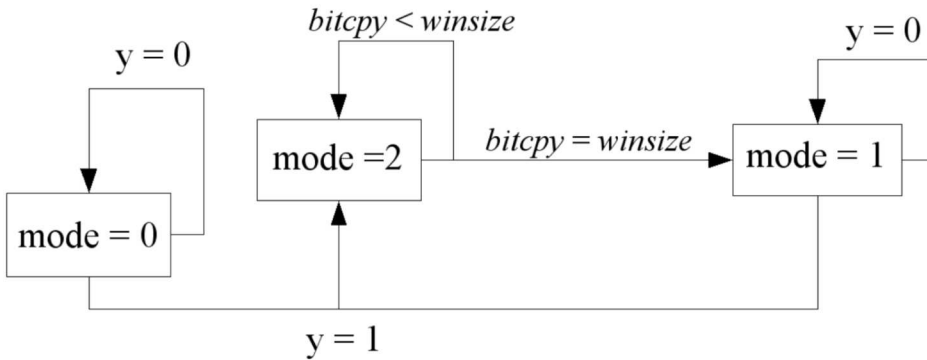 bitcpy < winsize
y = 0
y = 0
mode =2
bitcpy = winsize
mode = 1
mode = 0
y = 1